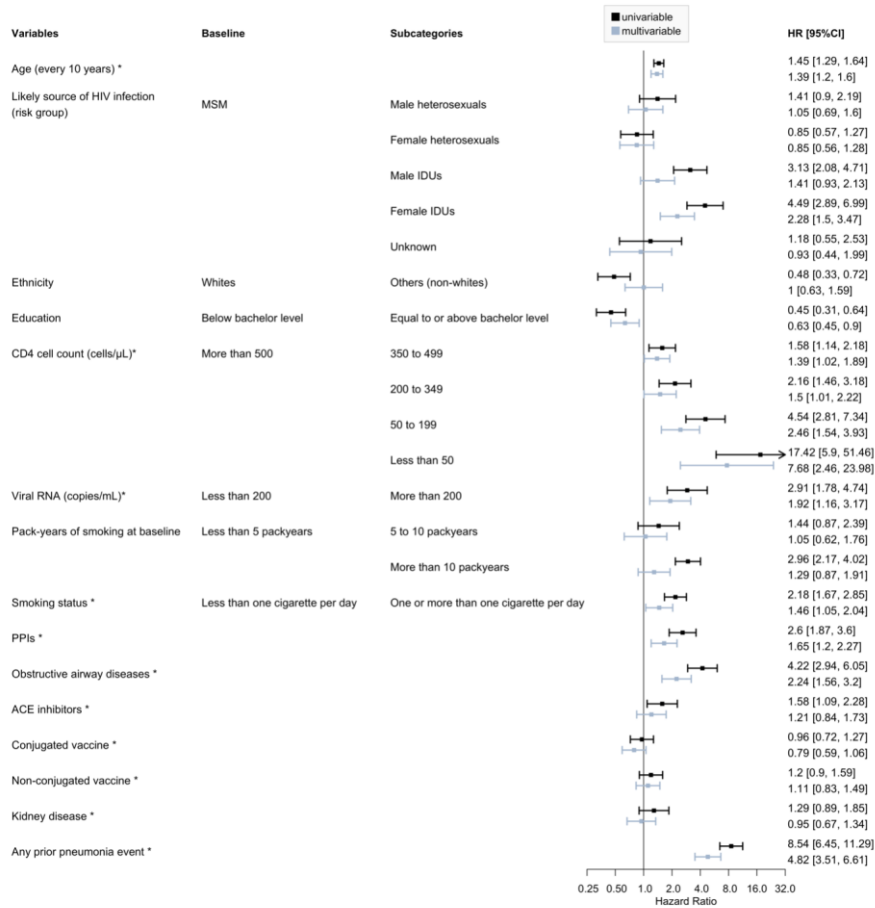 univariable
multivariable
Variables Baseline Subcategories HR [95%CI]
Age (every 10 years) * 1.45 [1.29, 1.64]
1.39 [1.2, 1.6]
Likely source of HIV infection
(risk group) MSM Male heterosexuals 1.41 [0.9, 2.19]
1.05 [0.69, 1.6]
Female heterosexuals 0.85 [0.57, 1.27]
0.85 [0.56, 1.28]
Male IDUs 3.13 [2.08, 4.71]
1.41 [0.93, 2.13]
Female IDUs 4.49 [2.89, 6.99]
2.28 [1.5, 3.47]
Unknown 1.18 [0.55, 2.53]
0.93 [0.44, 1.99]
Ethnicity Whites Others (non-whites) 0.48 [0.33, 0.72]
1 [0.63, 1.59]
Education Below bachelor level Equal to or above bachelor level 0.45 [0.31, 0.64]
0.63 [0.45, 0.9]
CD4 cell count (cells/μL)* More than 500 350 to 499 1.58 [1.14, 2.18]
1.39 [1.02, 1.89]
200 to 349 2.16 [1.46, 3.18]
1.5 [1.01, 2.22]
50 to 199 4.54 [2.81, 7.34]
2.46 [1.54, 3.93]
Less than 50 17.42 [5.9, 51.46]
7.68 [2.46, 23.98]
Viral RNA (copies/mL)* Less than 200 More than 200 2.91 [1.78, 4.74]
1.92 [1.16, 3.17]
Pack-years of smoking at baseline Less than 5 packyears 5 to 10 packyears 1.44 [0.87, 2.39]
1.05 [0.62, 1.76]
More than 10 packyears 2.96 [2.17, 4.02]
1.29 [0.87, 1.91]
Smoking status * Less than one cigarette per day One or more than one cigarette per day 2.18 [1.67, 2.85]
1.46 [1.05, 2.04]
PPIs * 2.6 [1.87, 3.6]
1.65 [1.2, 2.27]
Obstructive airway diseases * 4.22 [2.94, 6.05]
2.24 [1.56, 3.2]
ACE inhibitors * 1.58 [1.09, 2.28]
1.21 [0.84, 1.73]
Conjugated vaccine * 0.96 [0.72, 1.27]
0.79 [0.59, 1.06]
Non-conjugated vaccine * 1.2 [0.9, 1.59]
1.11 [0.83, 1.49]
Kidney disease * 1.29 [0.89, 1.85]
0.95 [0.67, 1.34]
Any prior pneumonia event * 8.54 [6.45, 11.29]
4.82 [3.51, 6.61]
0.25 0.50 1.0 2.0 4.0 8.0 16.0 32.0
Hazard Ratio